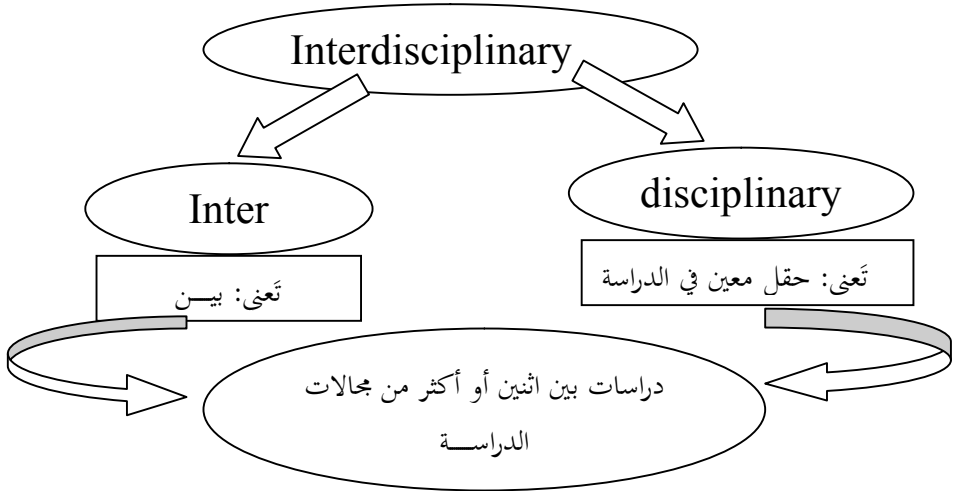 Interdisciplinary
Inter
disciplinary
تَعنى: بيـــن
تَعنى: حقل معين في الدراسة
دراسات بين اثنين أو أكثر من مجالات
الدراســـة